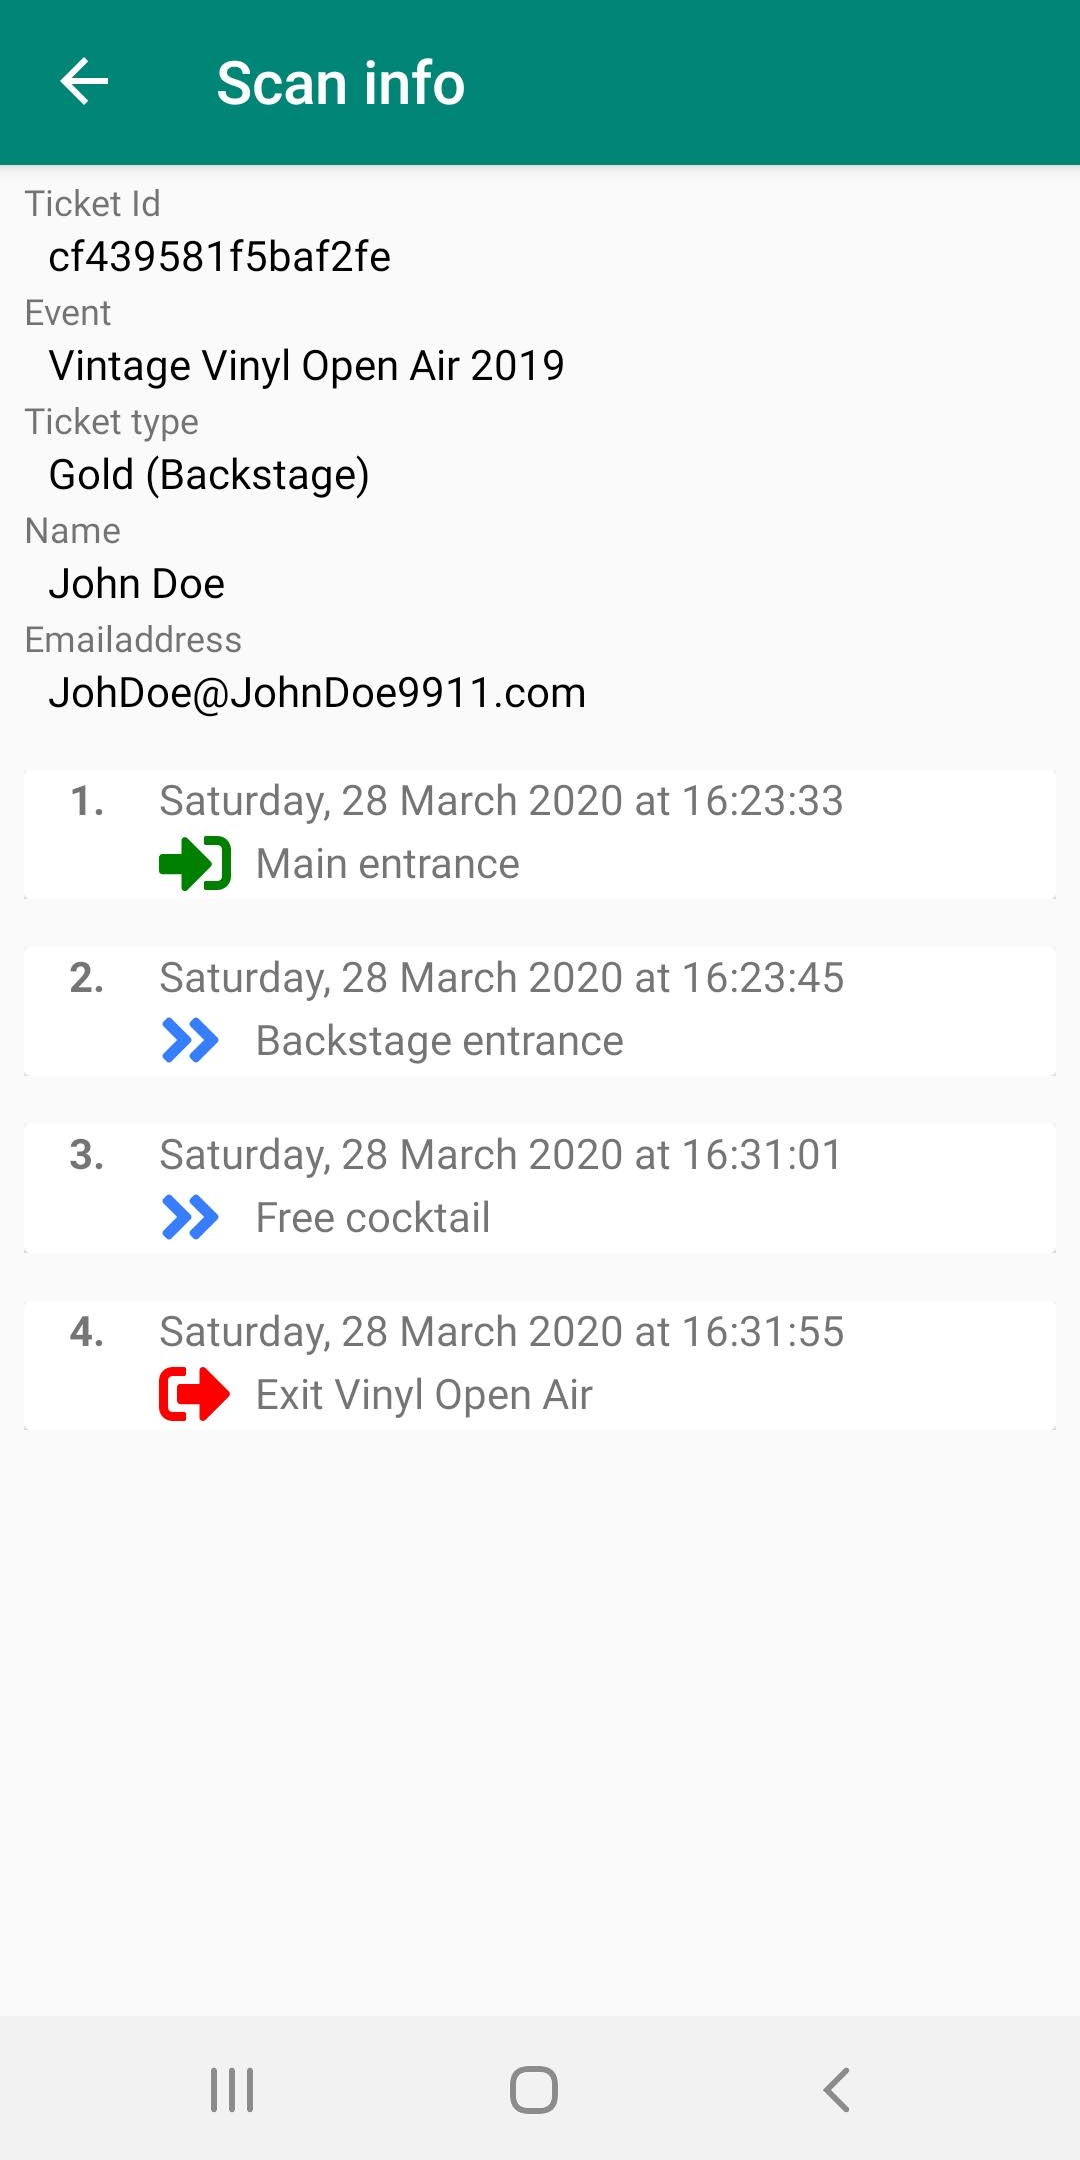 Scan info
Ticket Id
cf439581f5baf2fe
Event
Vintage Vinyl Open Air 2019
Ticket type
Gold (Backstage)
Name
John Doe
Emailaddress
JohDoe@JohnDoe9911.com
1. Saturday, 28 March 2020 at 16:23:33
Main entrance
2. Saturday, 28 March 2020 at 16:23:45
Backstage entrance
3. Saturday, 28 March 2020 at 16:31:01
Free cocktail
4. Saturday, 28 March 2020 at 16:31:55
Exit Vinyl Open Air